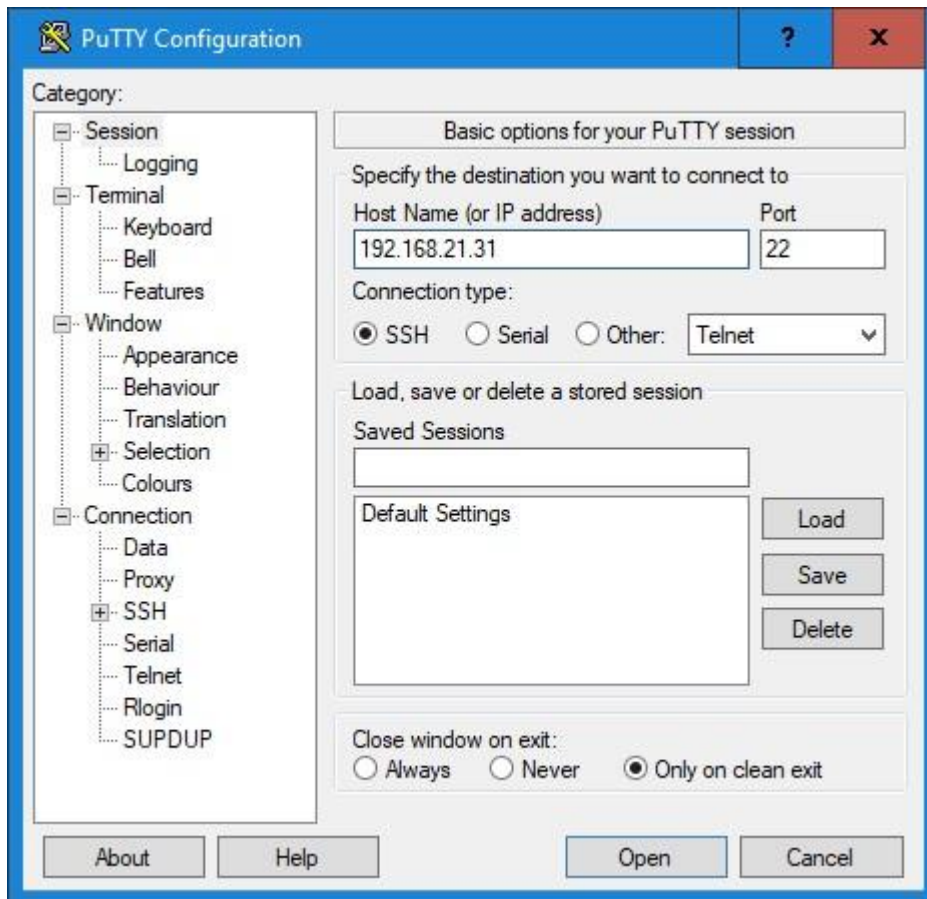 PuTTY Configuration
?
x
Category:
Session
Logging
Terminal
Keyboard
Bell
Features
Window
Appearance
Behaviour
Translation
Selection
Colours
Connection
Data
Proxy
SSH
Serial
Telnet
Rlogin
SUPDUP
Basic options for your PuTTY session
Specify the destination you want to connect to
Host Name (or IP address) Port
192.168.21.31 22
Connection type:
SSH Serial Other: Telnet
Load, save or delete a stored session
Saved Sessions
Default Settings
Load
Save
Delete
Close window on exit:
Always Never Only on clean exit
About Help Open Cancel